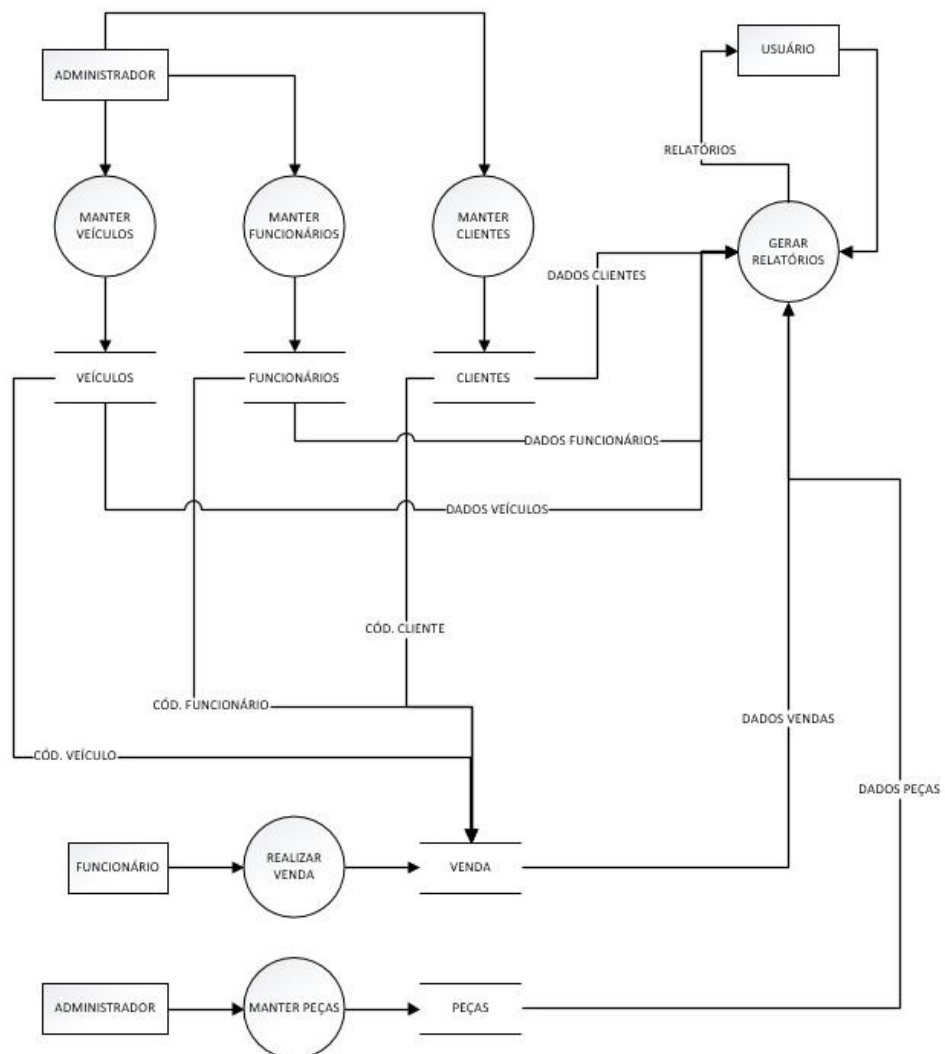 ADMINISTRADOR
USUÁRIO
RELATÓRIOS
MANTER
VEÍCULOS
MANTER
FUNCIONÁRIOS
MANTER
CLIENTES
GERAR
RELATÓRIOS
DADOS CLIENTES
VEÍCULOS
FUNCIONÁRIOS
CLIENTES
DADOS FUNCIONÁRIOS
DADOS VEÍCULOS
CÓD. CLIENTE
CÓD. FUNCIONÁRIO
DADOS VENDAS
CÓD. VEÍCULO
DADOS PEÇAS
FUNCIONÁRIO
REALIZAR
VENDA
VENDA
ADMINISTRADOR
MANTER PEÇAS
PEÇAS